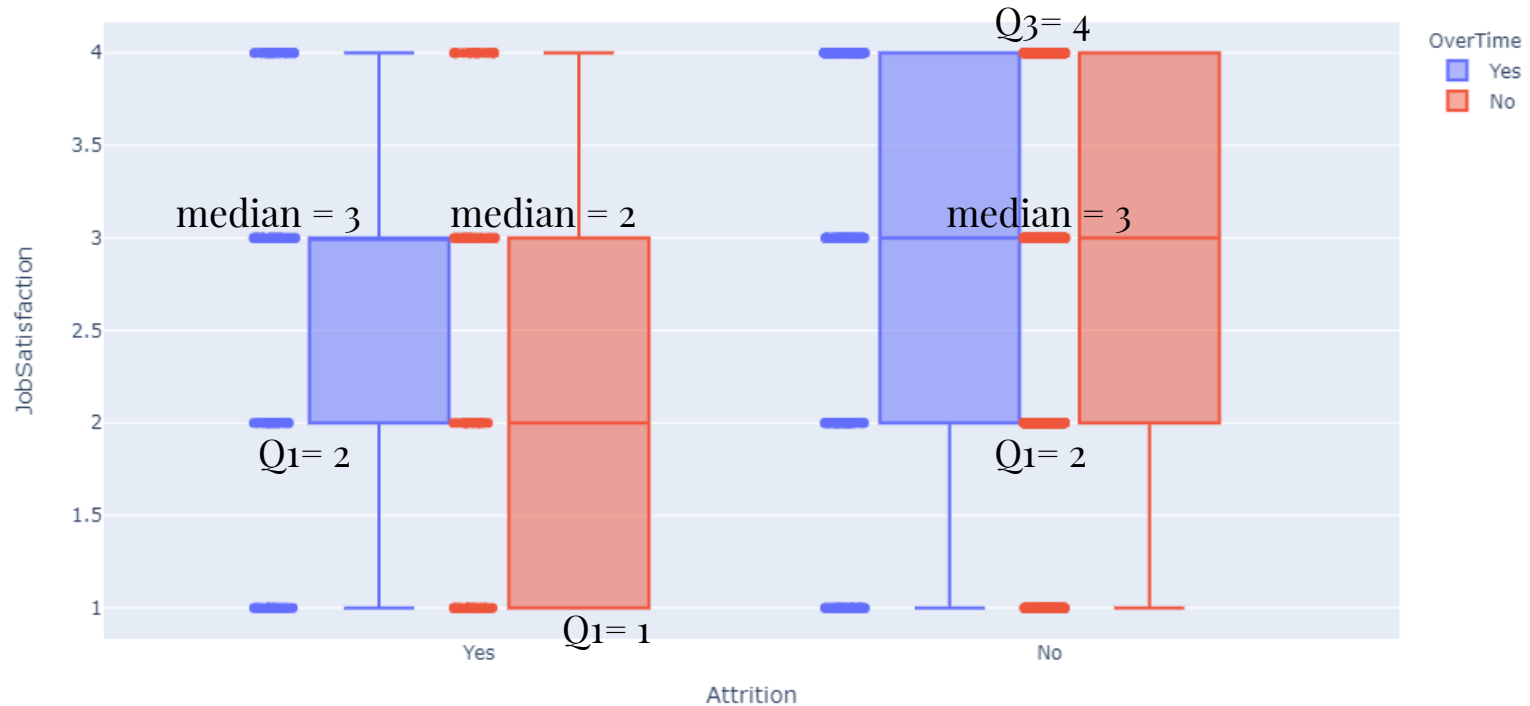 Q3= 4
OverTime
Yes
No
4
3.5
3
2.5
2
1.5
1
JobSatisfaction
median = 3
median = 2
median = 3
Q1= 2
Q1= 2
Q1= 1
Yes
No
Attrition